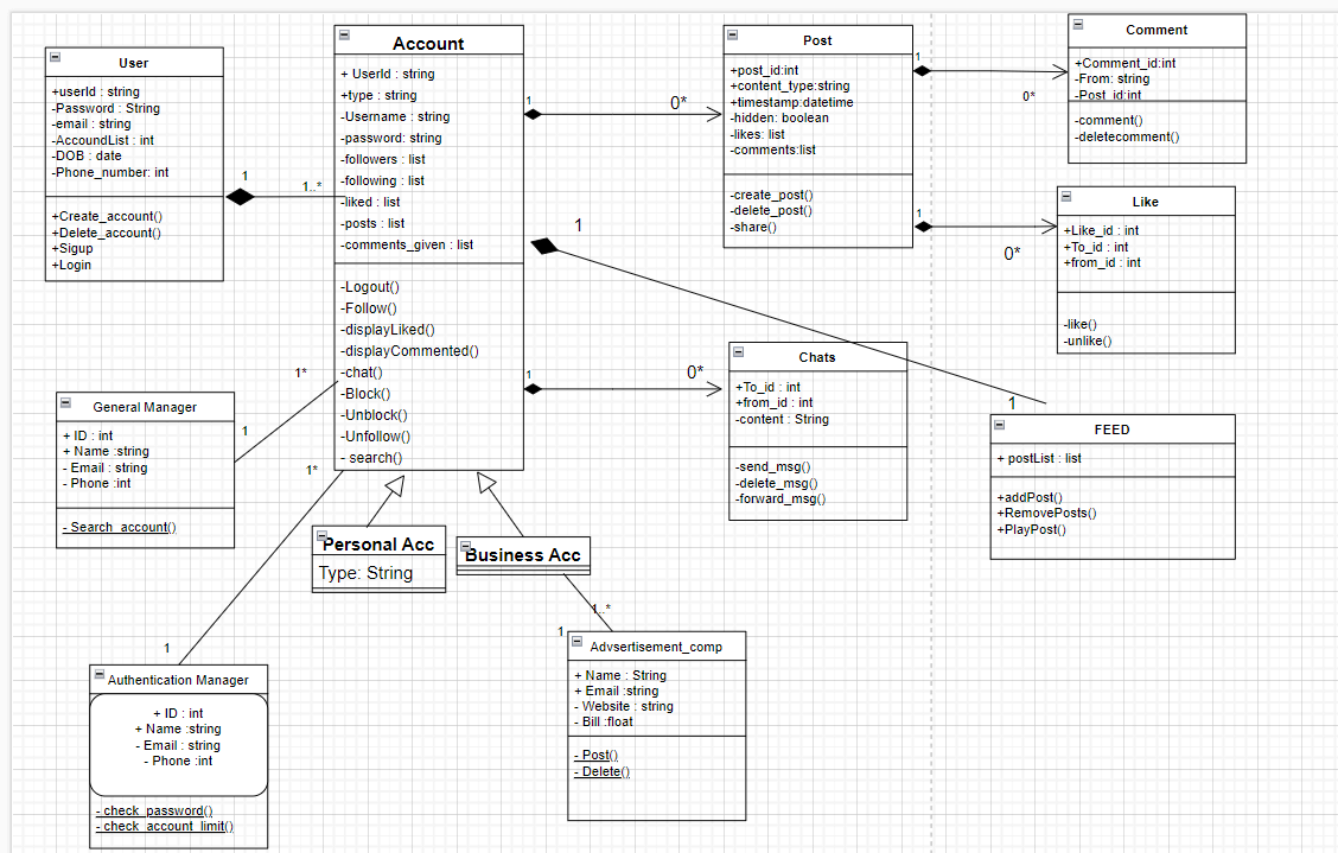 User
+userId : string
-Password : String
-email : string
-AccoundList : int
-DOB : date
-Phone_number: int
+Create_account()
+Delete_account()
+Sigup
+Login
1
1..*
Account
+ UserId : string
+type : string
-Username : string
-password: string
-followers : list
-following : list
-liked : list
-posts : list
-comments_given : list
-Logout()
-Follow()
-displayLiked()
-displayCommented()
-chat()
-Block()
-Unblock()
-Unfollow()
- search()
1
0*
Post
+post_id:int
+content_type:string
+timestamp:datetime
-hidden: boolean
-likes: list
-comments:list
-create_post()
-delete_post()
-share()
1
0*
Comment
+Comment_id:int
-From: string
-Post_id:int
-comment()
-deletecomment()
1
0*
Like
+Like_id : int
+To_id : int
+from_id : int
-like()
-unlike()
1
1
1
0*
Chats
+To_id : int
+from_id : int
-content : String
-send_msg()
-delete_msg()
-forward_msg()
FEED
+ postList : list
+addPost()
+RemovePosts()
+PlayPost()
1*
1
General Manager
+ ID : int
+ Name :string
- Email : string
- Phone :int
- Search_account()
1*
1
Personal Acc
Type: String
Business Acc
1..*
1
Advsertisement_comp
+ Name : String
+ Email :string
- Website : string
- Bill :float
- Post()
- Delete()
Authentication Manager
+ ID : int
+ Name :string
- Email : string
- Phone :int
- check_password()
- check_account_limit()